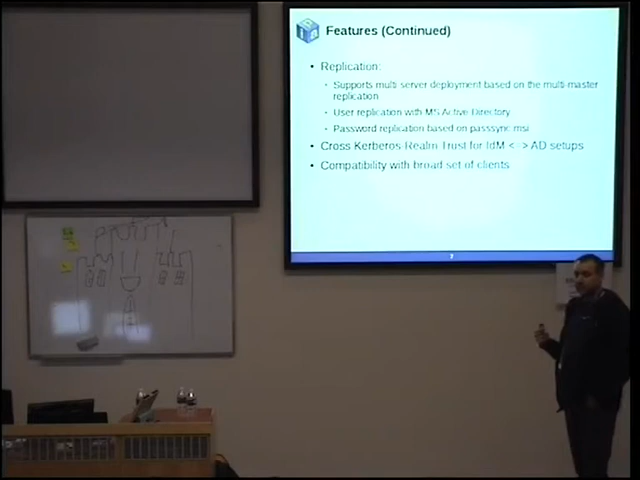 Features (Continued)
• Replication:
• Supports multi server deployment based on the multi-master
replication
• User replication with MS Active Directory
• Password replication based on passsync msi
• Cross Kerberos Realm Trust for IdM <-> AD setups
• Compatibility with broad set of clients
7